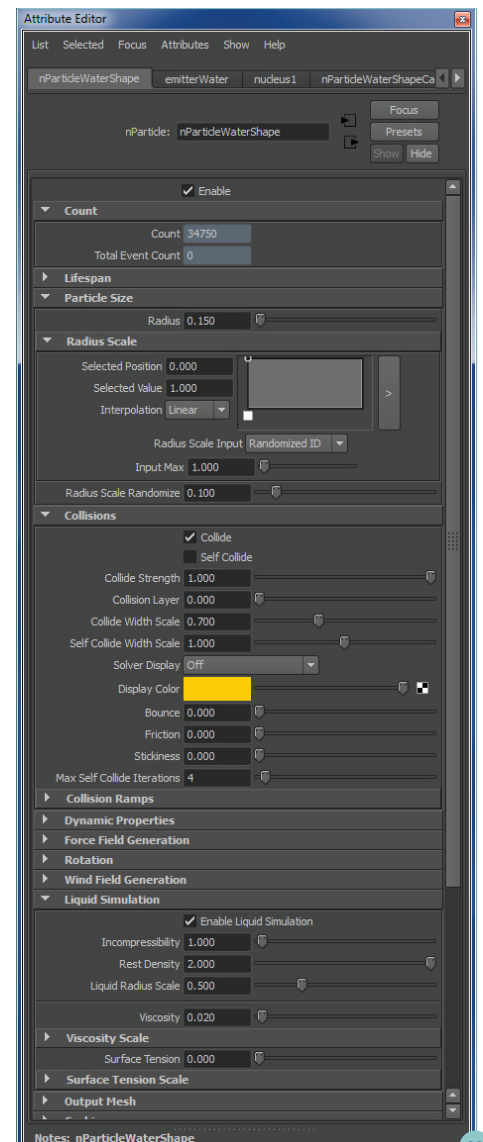 Attribute Editor
List Selected Focus Attributes Show Help
nParticleWaterShape emitterWater nucleus1 nParticleWaterShapeCa
Focus
nParticle: nParticleWaterShape Presets
Show Hide
Enable
Count
Count 34750
Total Event Count 0
Lifespan
Particle Size
Radius 0.150
Radius Scale
Selected Position 0.000
Selected Value 1.000
Interpolation Linear >
Radius Scale Input Randomized ID
Input Max 1.000
Radius Scale Randomize 0.100
Collisions
Collide
Self Collide
Collide Strength 1.000
Collision Layer 0.000
Collide Width Scale 0.700
Self Collide Width Scale 1.000
Solver Display Off
Display Color
Bounce 0.000
Friction 0.000
Stickiness 0.000
Max Self Collide Iterations 4
Collision Ramps
Dynamic Properties
Force Field Generation
Rotation
Wind Field Generation
Liquid Simulation
Enable Liquid Simulation
Incompressibility 1.000
Rest Density 2.000
Liquid Radius Scale 0.500
Viscosity 0.020
Viscosity Scale
Surface Tension 0.000
Surface Tension Scale
Output Mesh
Notes: nParticleWaterShape